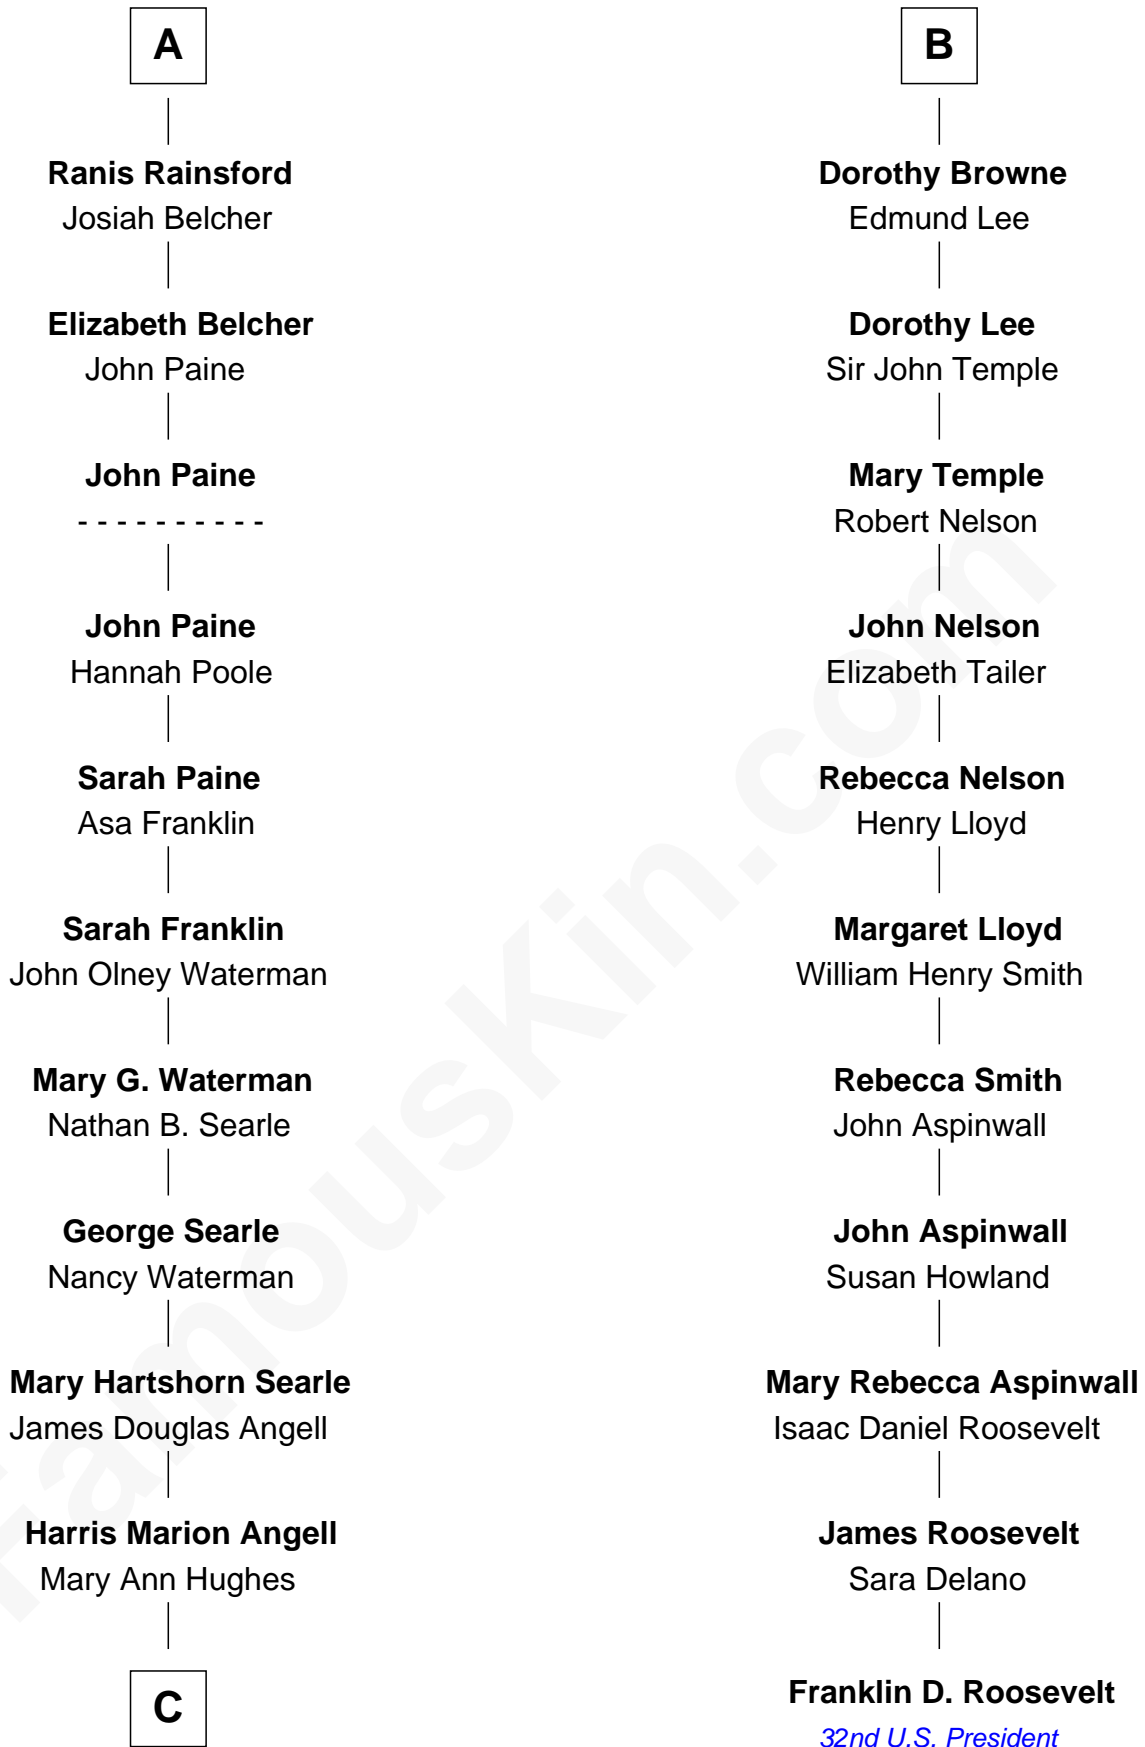 A
Ranis Rainsford
Josiah Belcher
Elizabeth Belcher
John Paine
John Paine
- - - - - - - - - -
John Paine
Hannah Poole
Sarah Paine
Asa Franklin
Sarah Franklin
John Olney Waterman
Mary G. Waterman
Nathan B. Searle
George Searle
Nancy Waterman
Mary Hartshorn Searle
James Douglas Angell
Harris Marion Angell
Mary Ann Hughes
C
B
Dorothy Browne
Edmund Lee
Dorothy Lee
Sir John Temple
Mary Temple
Robert Nelson
John Nelson
Elizabeth Tailer
Rebecca Nelson
Henry Lloyd
Margaret Lloyd
William Henry Smith
Rebecca Smith
John Aspinwall
John Aspinwall
Susan Howland
Mary Rebecca Aspinwall
Isaac Daniel Roosevelt
James Roosevelt
Sara Delano
Franklin D. Roosevelt
32nd U.S. President
FamousKin.com